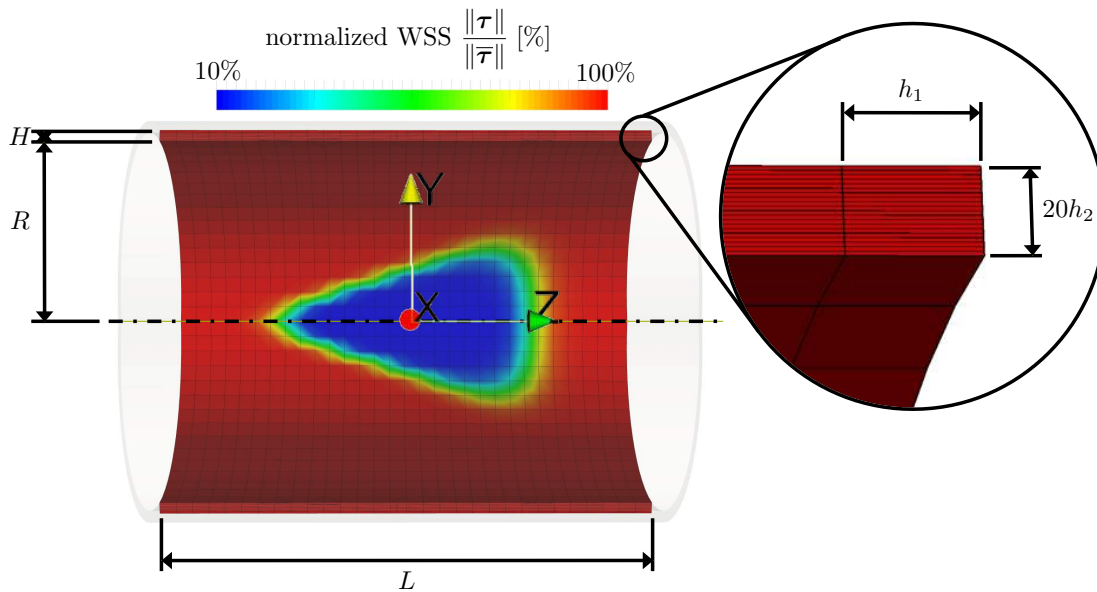 normalized WSS ‖τ‖/‖τ̅‖ [%]
10% 100%
h₁
H
R
20h₂
Y
X Z
L